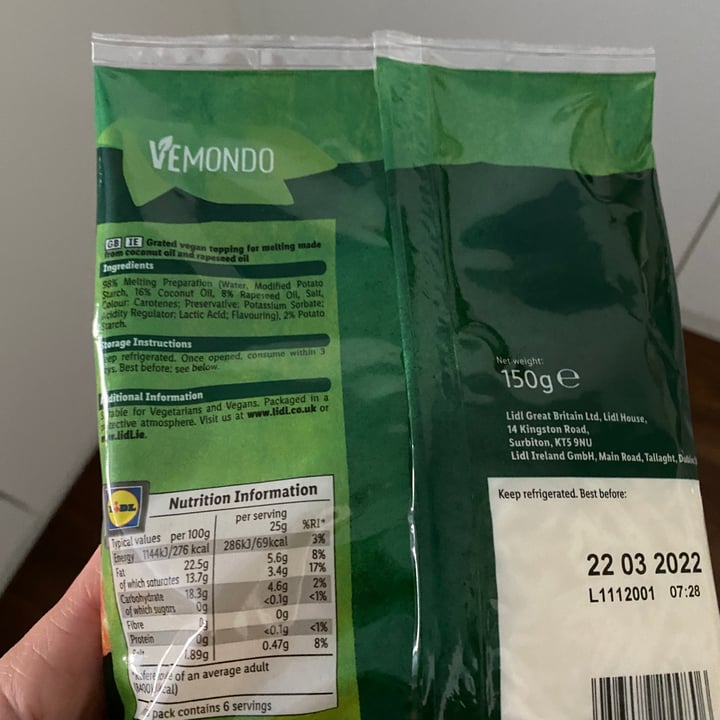 VEMONDO
GB IE Grated vegan topping for melting made
from coconut oil and rapeseed oil
Ingredients
98% Melting Preparation (Water, Modified Potato
Starch, 16% Coconut Oil, 8% Rapeseed Oil, Salt,
Colour: Carotenes; Preservative: Potassium Sorbate;
Acidity Regulator: Lactic Acid; Flavouring), 2% Potato
Starch.
Storage Instructions
refrigerated. Once opened, consume within 3
Best before: see below.
Additional Information
for Vegetarians and Vegans. Packaged in a
atmosphere. Visit us at www.lidl.co.uk or
Nutrition Information
Typical values per 100g per serving 25g %RI*
Energy 1144kJ/276 kcal 286kJ/69kcal 3%
Fat 22.5g 5.6g 8%
of which saturates 13.7g 3.4g 17%
Carbohydrate 18.3g 4.6g 2%
of which sugars 0g <0.1g <1%
Fibre 0g 0g
Protein 0g <0.1g <1%
1.89g 0.47g 8%
of an average adult
pack contains 6 servings
Net weight:
150g e
Lidl Great Britain Ltd, Lidl House,
14 Kingston Road,
Surbiton, KT5 9NU
Lidl Ireland GmbH, Main Road, Tallaght,
Keep refrigerated. Best before:
22 03 2022
L1112001 07:28